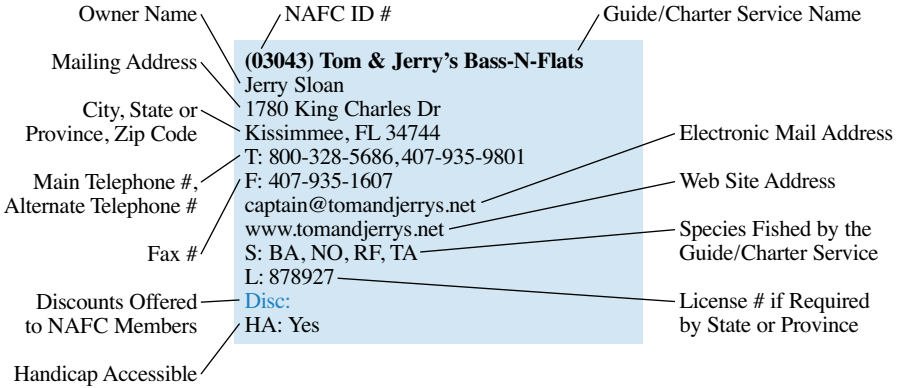 Owner Name
NAFC ID #
Guide/Charter Service Name
Mailing Address
City, State or
Province, Zip Code
Main Telephone #,
Alternate Telephone #
Fax #
Discounts Offered
to NAFC Members
Handicap Accessible
(03043) Tom & Jerry's Bass-N-Flats
Jerry Sloan
1780 King Charles Dr
Kissimmee, FL 34744
T: 800-328-5686, 407-935-9801
F: 407-935-1607
captain@tomandjerrys.net
www.tomandjerrys.net
S: BA, NO, RF, TA
L: 878927
Disc:
HA: Yes
Electronic Mail Address
Web Site Address
Species Fished by the
Guide/Charter Service
License # if Required
by State or Province